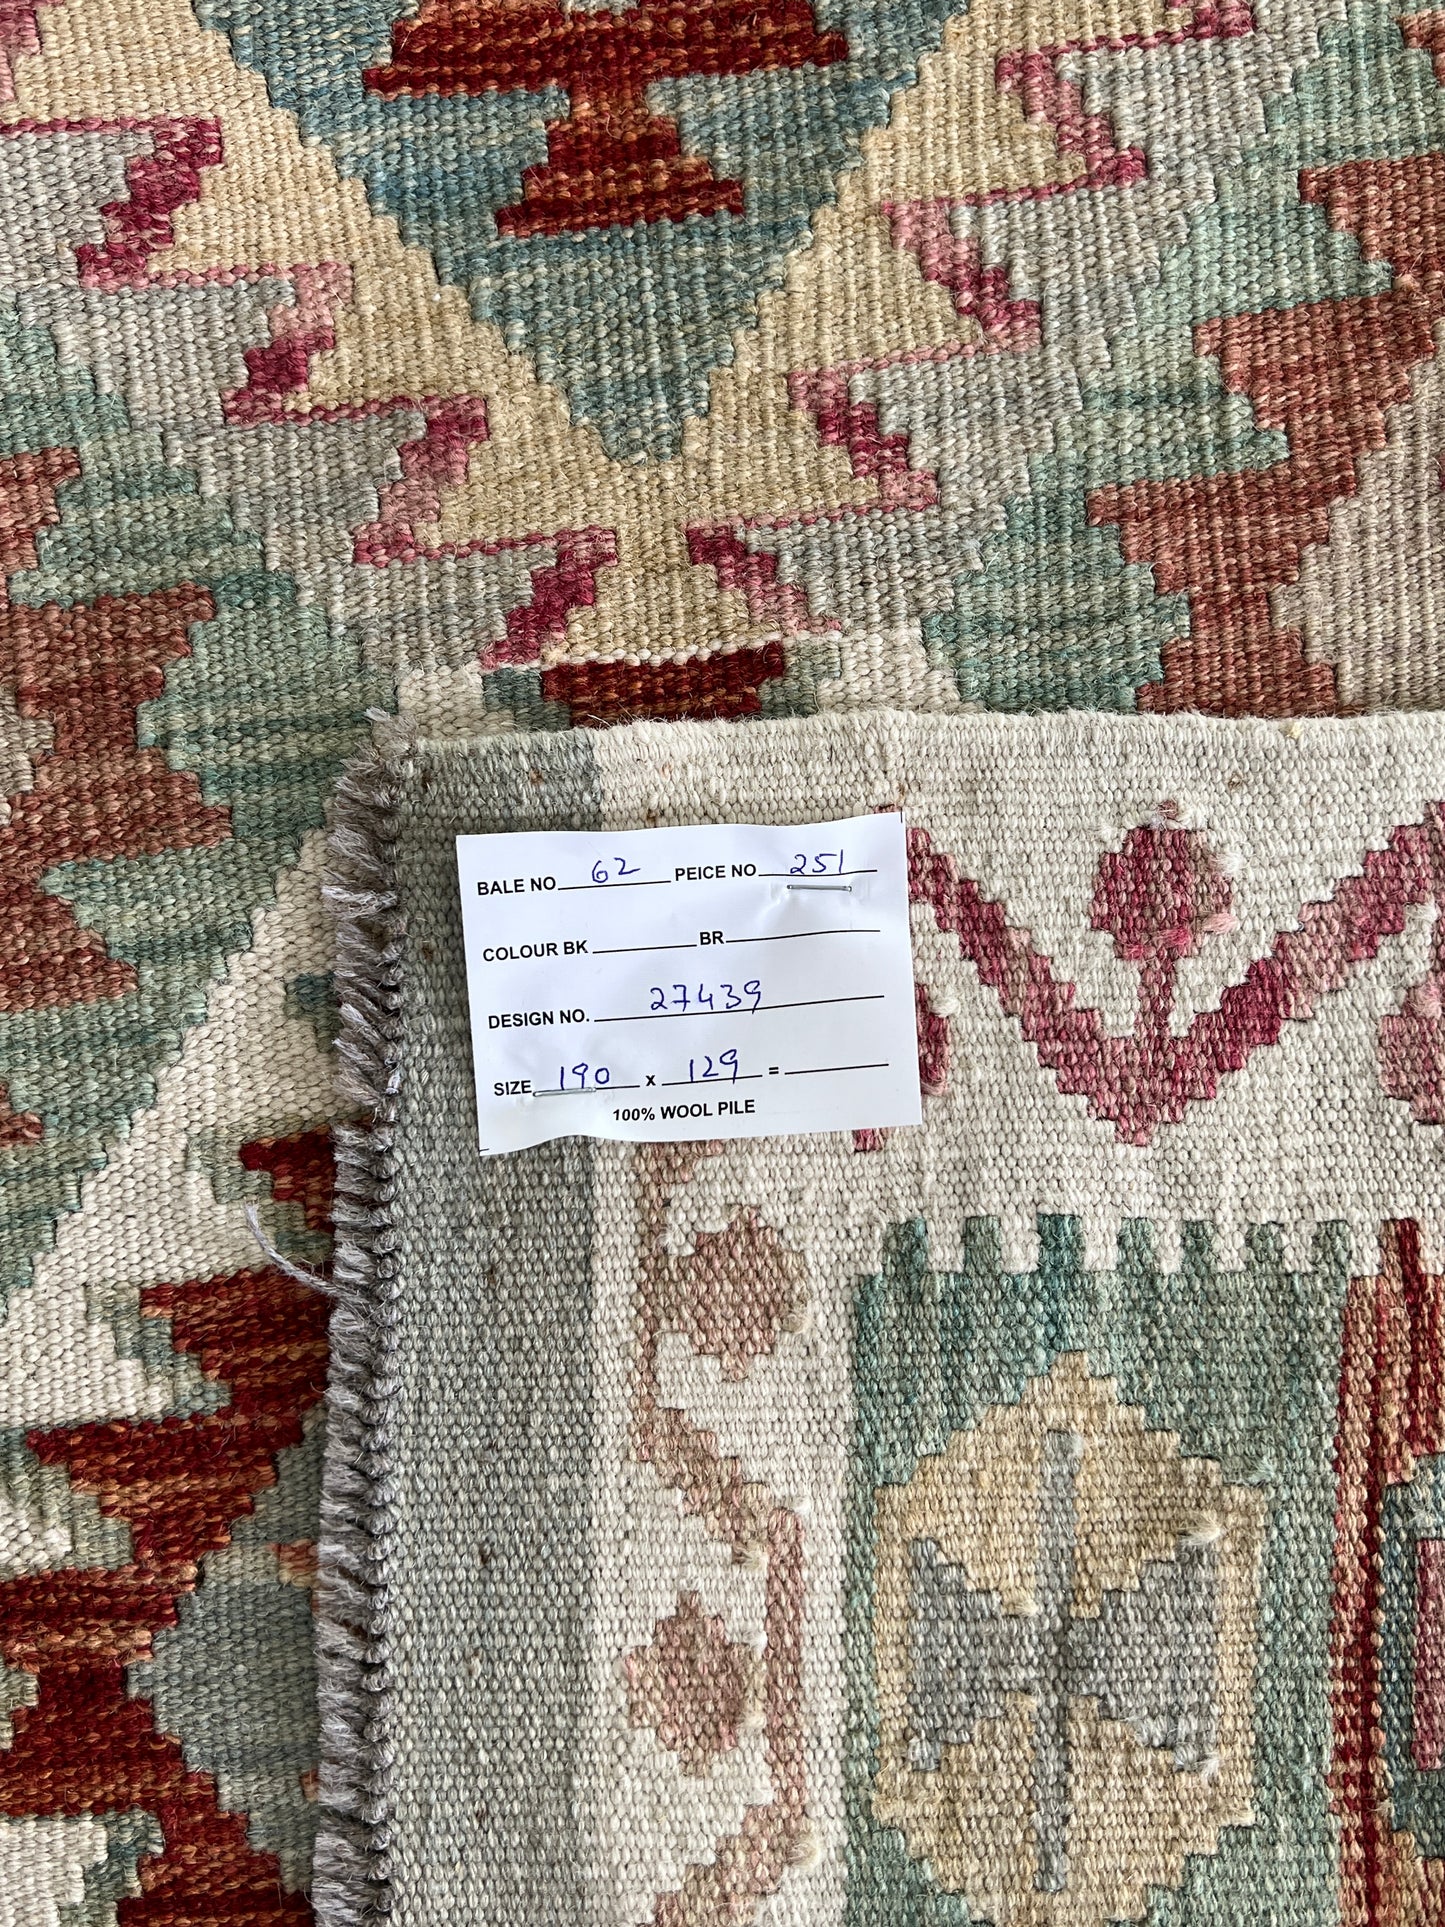 BALE NO. 62 PEICE NO 251
COLOUR BK BR
DESIGN NO. 27439
SIZE 190 x 129 =
100% WOOL PILE